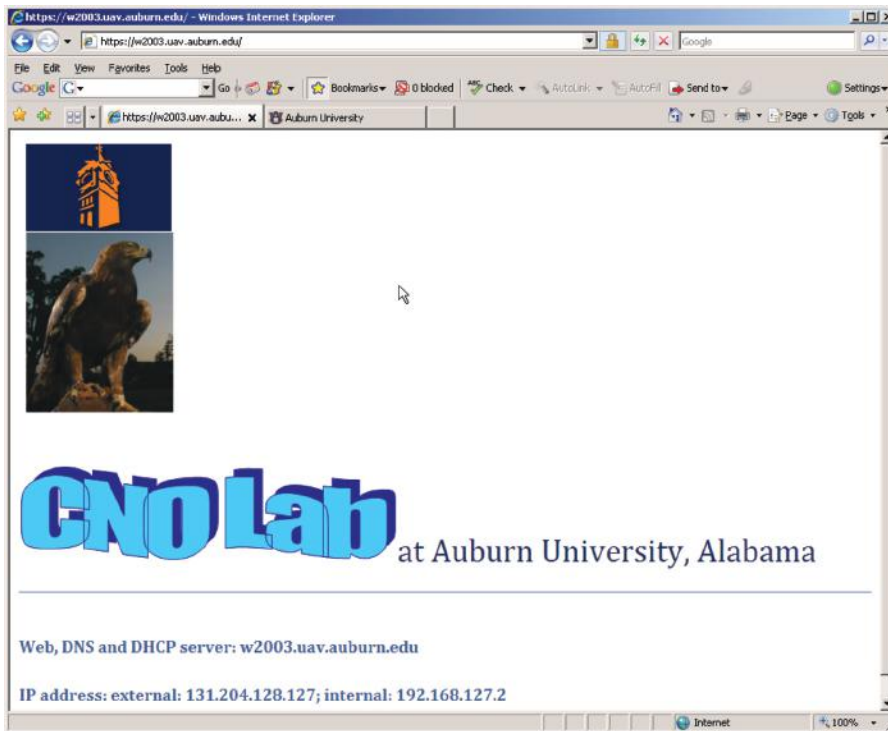 https://w2003.uav.auburn.edu/ - Windows Internet Explorer
https://w2003.uav.auburn.edu/
Google
File Edit View Favorites Tools Help
Google G Go Bookmarks 0 blocked ABC Check AutoLink AutoFill Send to Settings
https://w2003.uav.aubu... Auburn University Page Tools
CNO Lab at Auburn University, Alabama
Web, DNS and DHCP server: w2003.uav.auburn.edu
IP address: external: 131.204.128.127; internal: 192.168.127.2
Internet 100%